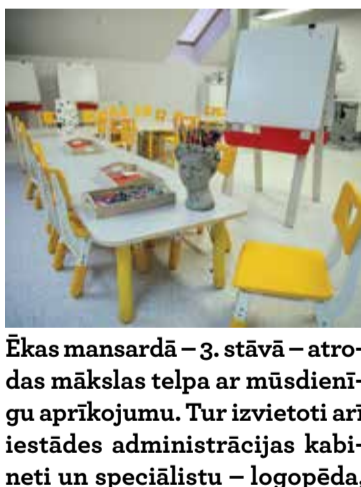 Ēkas mansardā – 3. stāvā – atro-
das mākslas telpa ar mūsdienī-
gu aprīkojumu. Tur izvietoti arī
iestādes administrācijas kabi-
neti un speciālistu – logopēda,